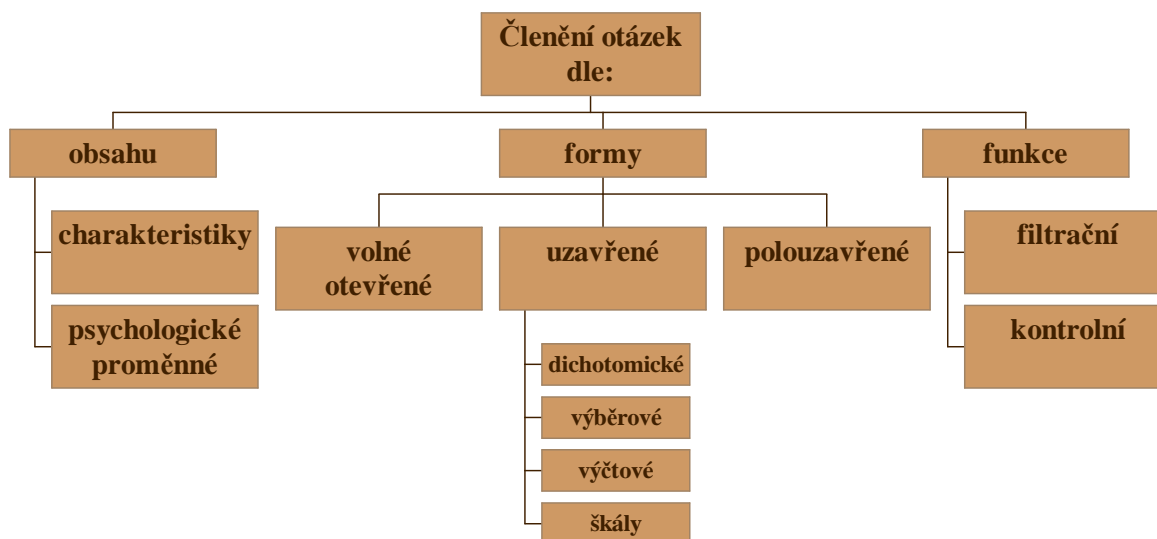 Členění otázek
dle:
obsahu
formy
funkce
charakteristiky
psychologické
proměnné
volné
otevřené
uzavřené
polouzavřené
dichotomické
výběrové
výčtové
škály
filtrační
kontrolní